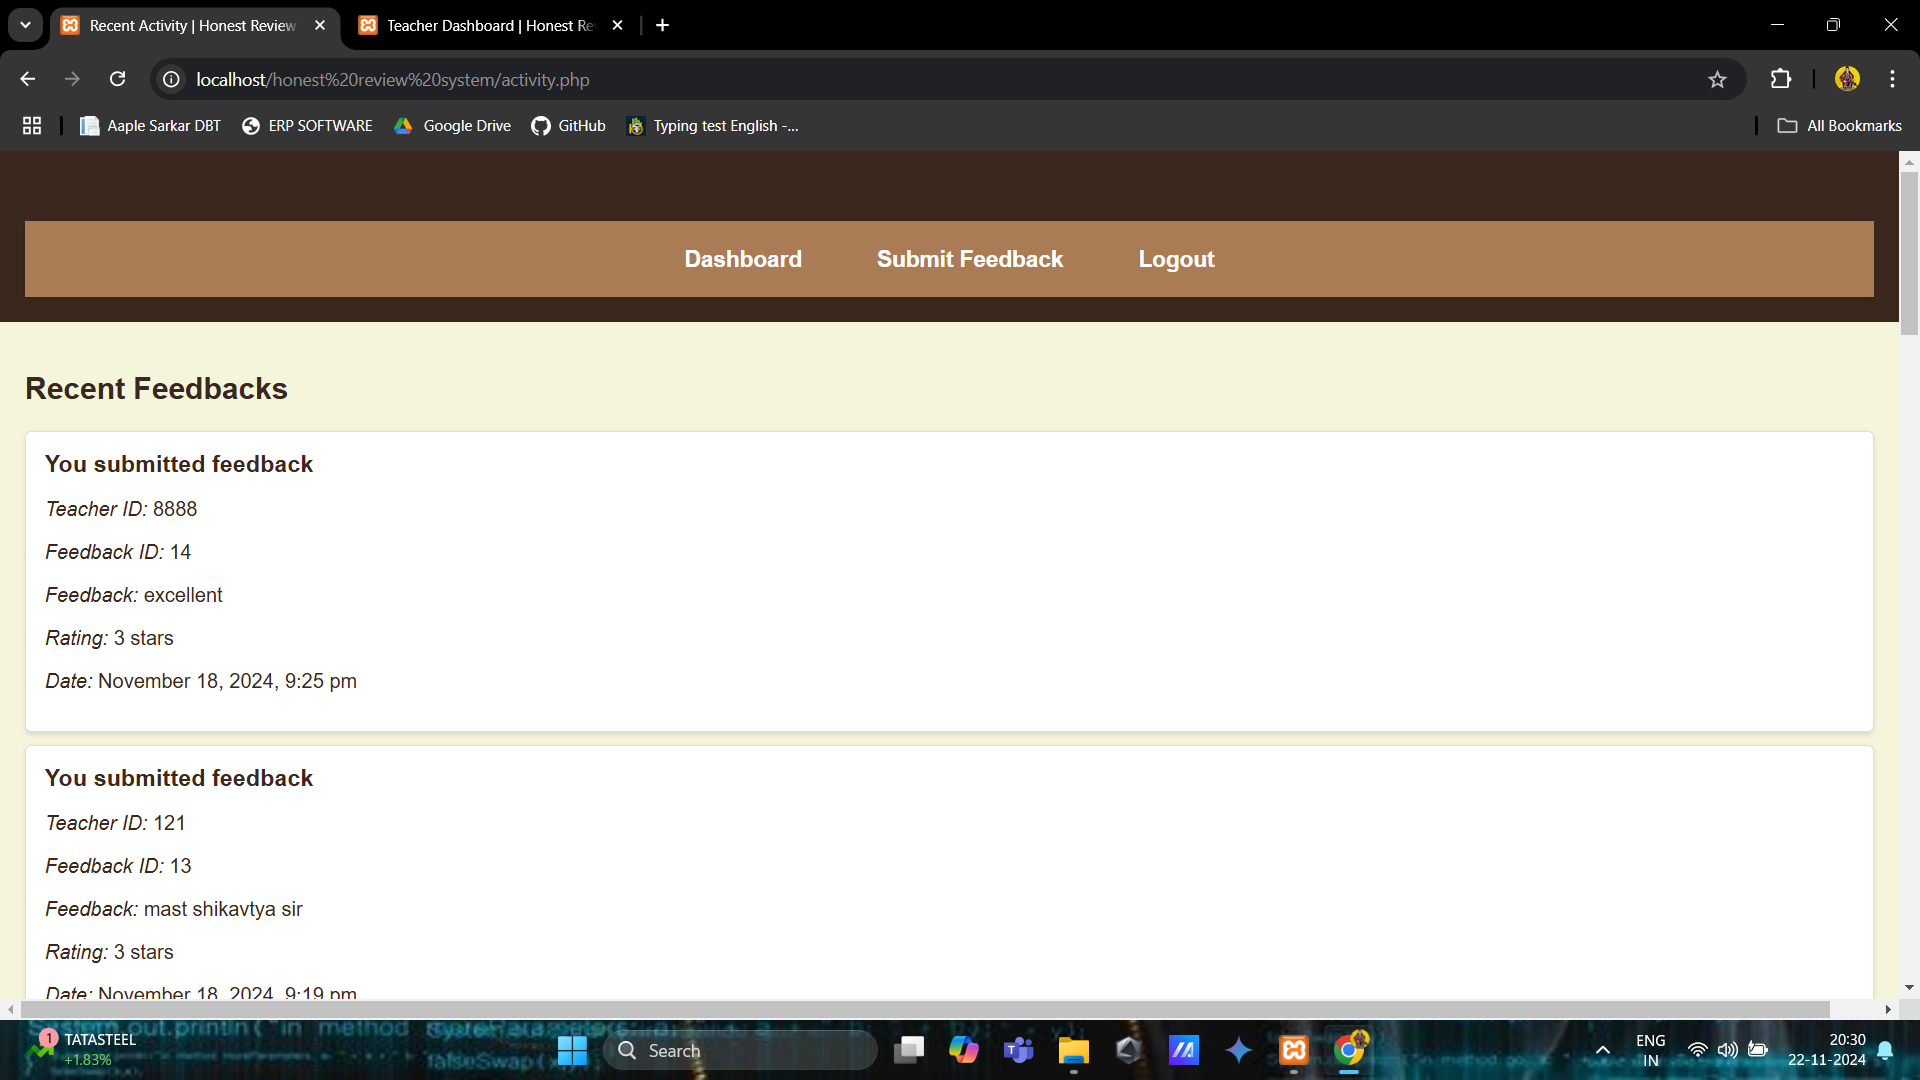 Recent Activity | Honest Review
Teacher Dashboard | Honest Re
localhost/honest%20review%20system/activity.php
Aaple Sarkar DBT
ERP SOFTWARE
Google Drive
GitHub
Typing test English -...
All Bookmarks
Dashboard
Submit Feedback
Logout
Recent Feedbacks
You submitted feedback
Teacher ID: 8888
Feedback ID: 14
Feedback: excellent
Rating: 3 stars
Date: November 18, 2024, 9:25 pm
You submitted feedback
Teacher ID: 121
Feedback ID: 13
Feedback: mast shikavtya sir
Rating: 3 stars
Date: November 18, 2024, 9:19 pm
1
TATASTEEL
+1.83%
Search
ENG
IN
20:30
22-11-2024